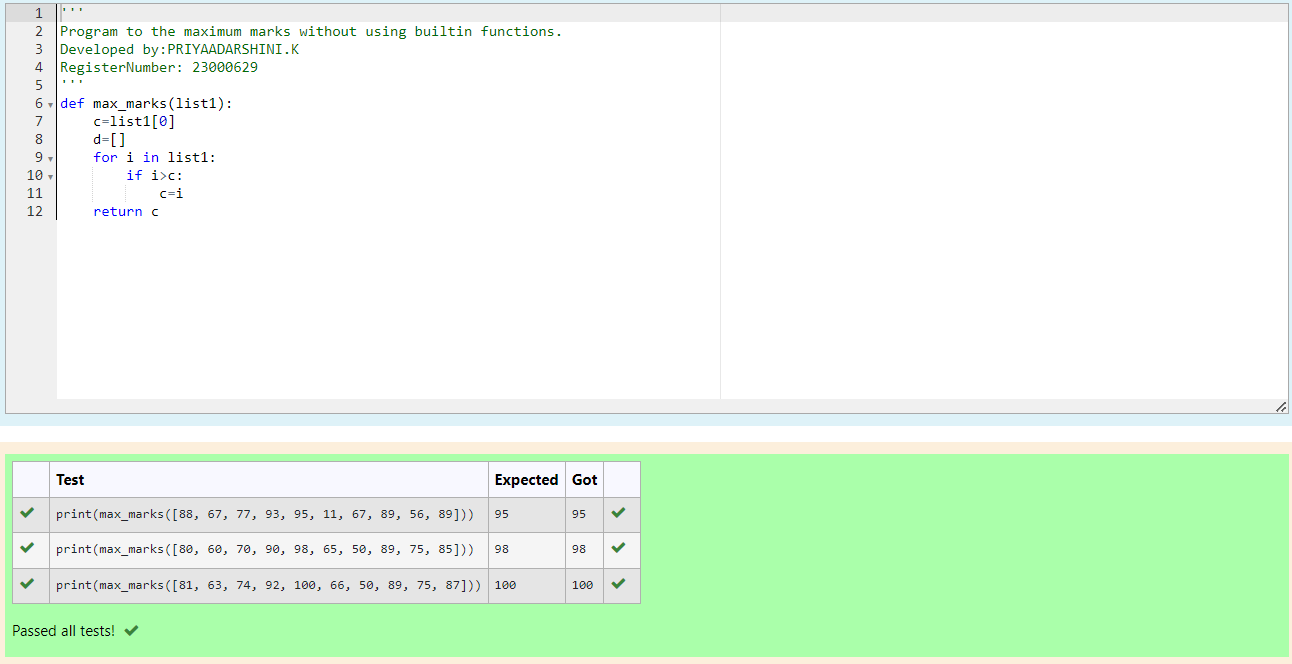 1 '''
2 Program to the maximum marks without using builtin functions.
3 Developed by:PRIYAADARSHINI.K
4 RegisterNumber: 23000629
5 '''
6 def max_marks(list1):
7     c=list1[0]
8     d=[]
9     for i in list1:
10         if i>c:
11             c=i
12     return c
Test Expected Got
print(max_marks([88, 67, 77, 93, 95, 11, 67, 89, 56, 89])) 95 95
print(max_marks([80, 60, 70, 90, 98, 65, 50, 89, 75, 85])) 98 98
print(max_marks([81, 63, 74, 92, 100, 66, 50, 89, 75, 87])) 100 100
Passed all tests!